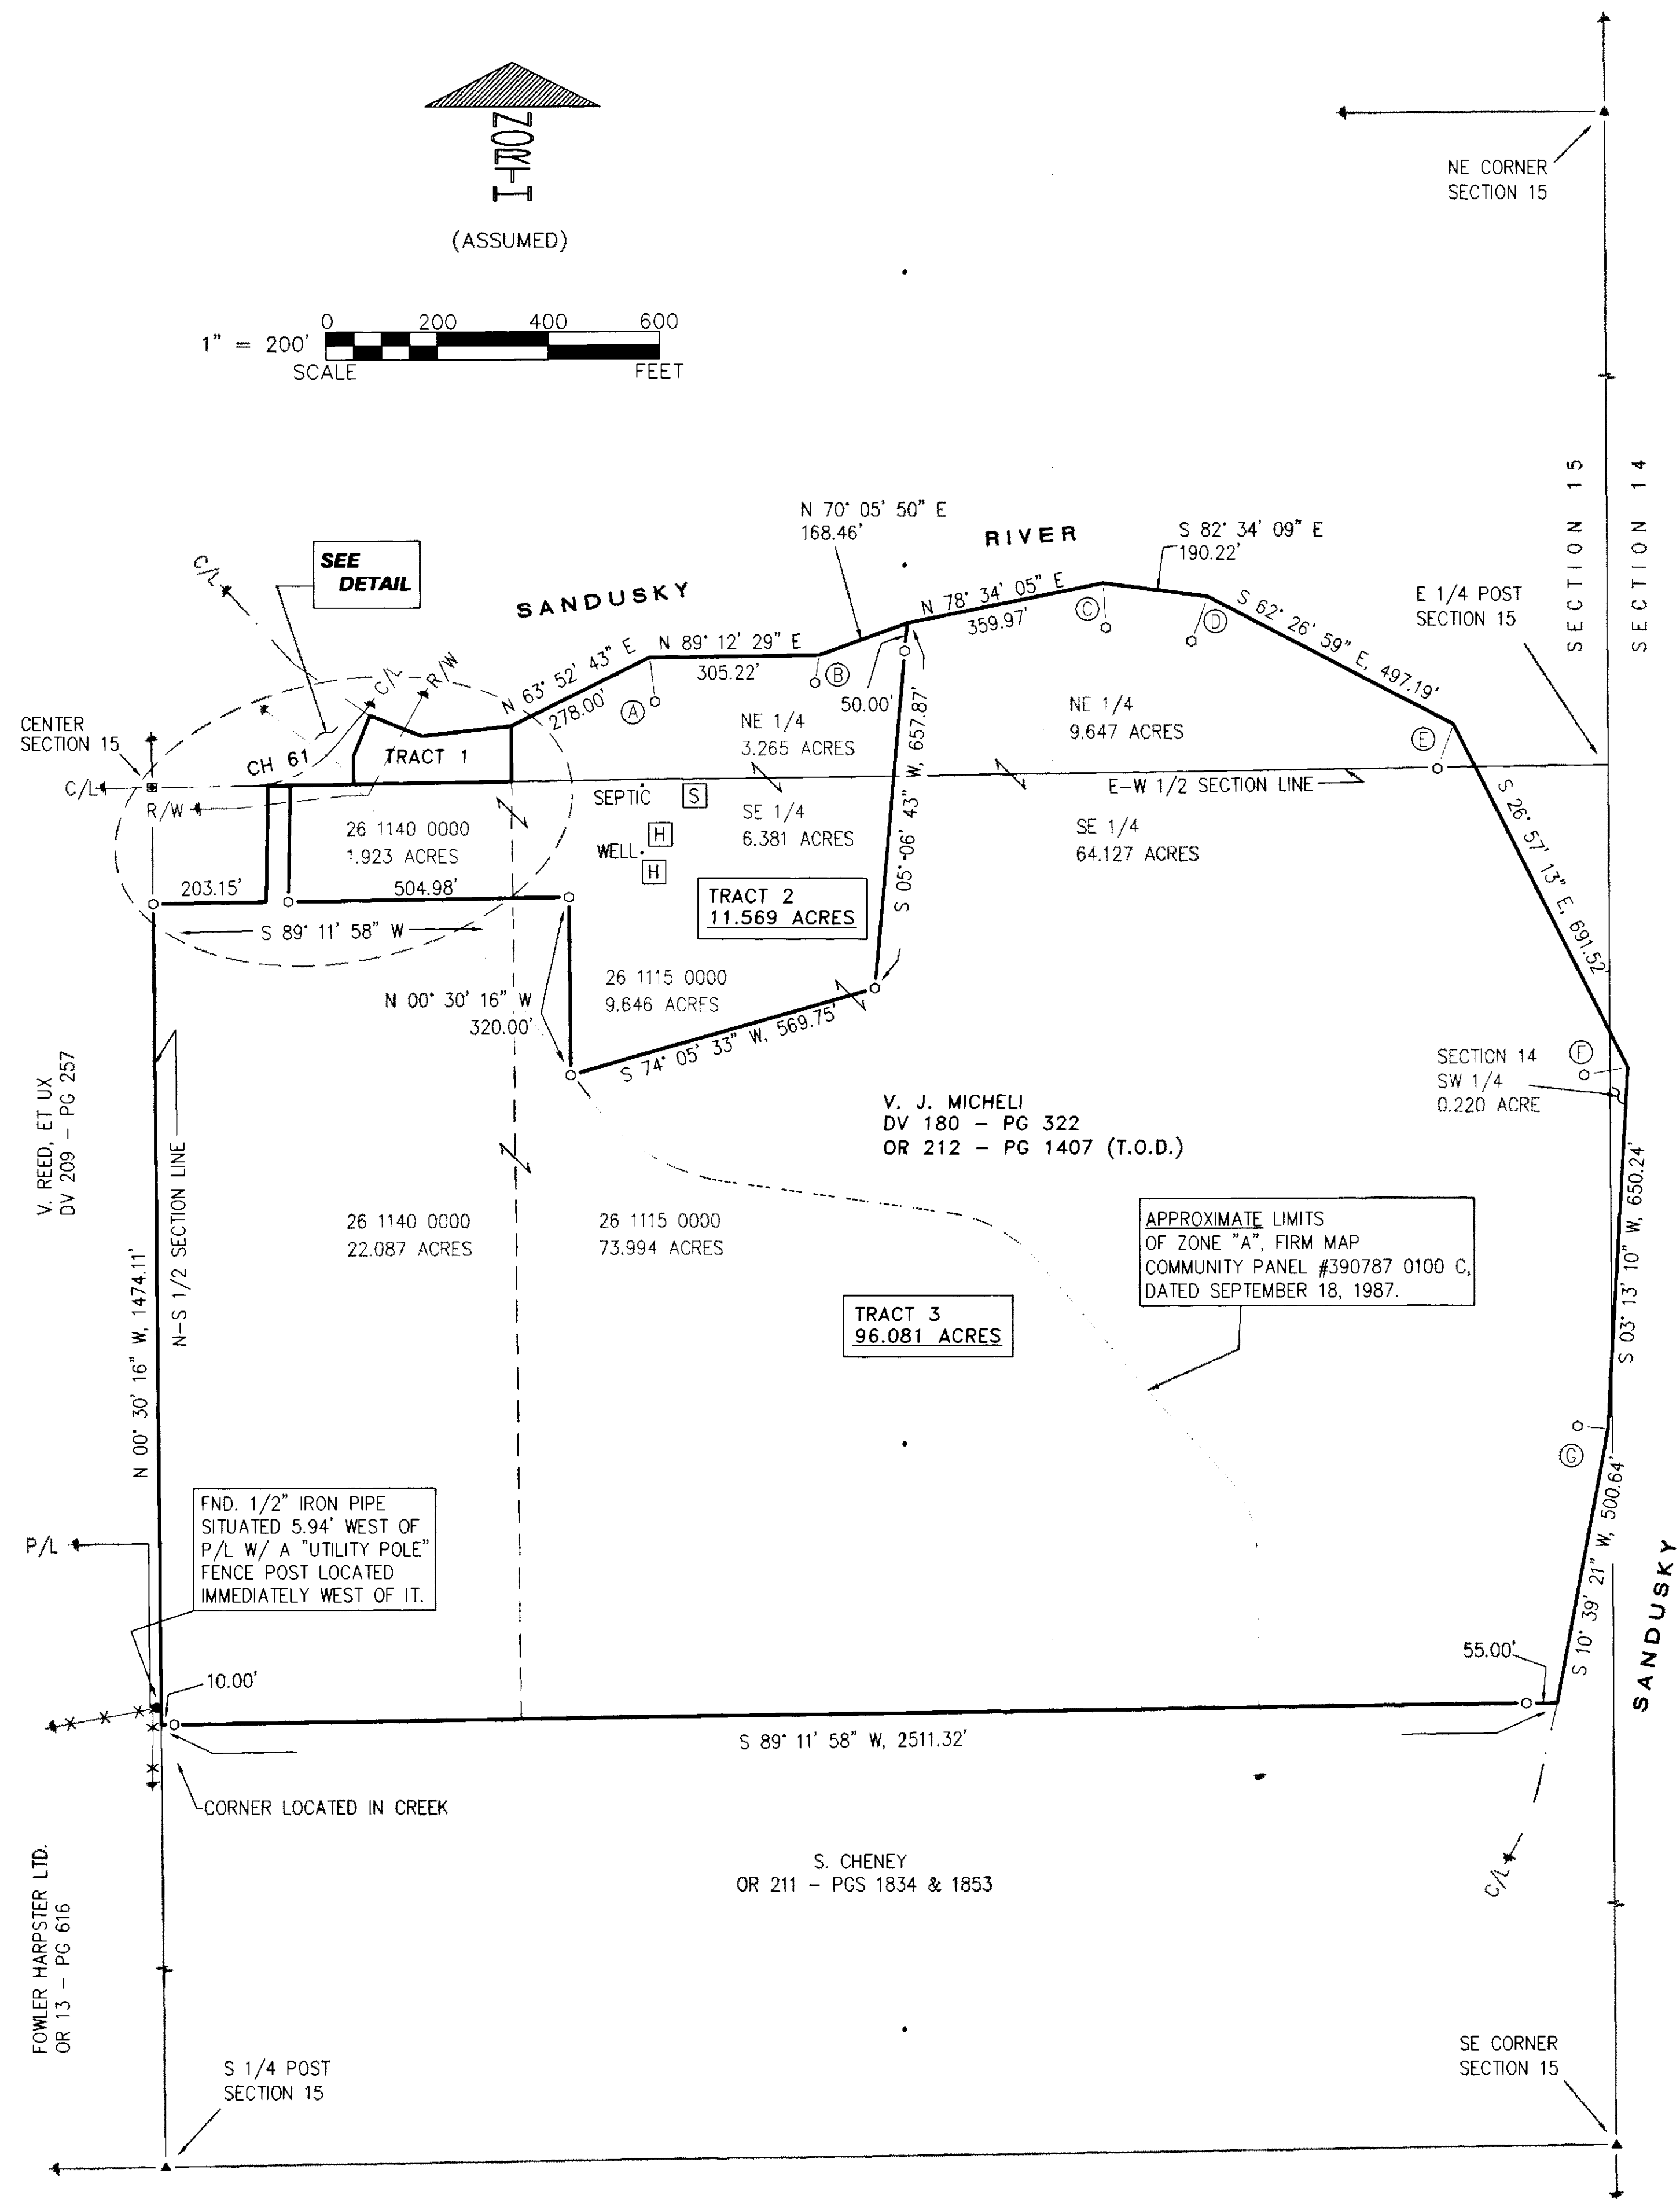 NORTH
(ASSUMED)
0 200 400 600
1" = 200'
SCALE FEET
NE CORNER
SECTION 15
SECTION 15
SECTION 14
E 1/4 POST
SECTION 15
N 70° 05' 50" E
168.46'
RIVER
S 82° 34' 09" E
190.22'
SEE
DETAIL
C/L
SANDUSKY
N 78° 34' 05" E
359.97'
C
D
S 62° 26' 59" E, 497.19'
N 89° 12' 29" E
305.22'
N 63° 52' 43" E
278.00'
C/L
R/W
A
B
50.00'
NE 1/4
3.265 ACRES
NE 1/4
9.647 ACRES
E
CENTER
SECTION 15
CH 61
TRACT 1
C/L
R/W
E-W 1/2 SECTION LINE
S 05° 06' 43" W, 657.87'
SEPTIC S
SE 1/4
6.381 ACRES
SE 1/4
64.127 ACRES
26 1140 0000
1.923 ACRES
H
WELL
H
S 26° 57' 13" E, 691.52'
203.15'
504.98'
TRACT 2
11.569 ACRES
S 89° 11' 58" W
26 1115 0000
9.646 ACRES
N 00° 30' 16" W
320.00'
S 74° 05' 33" W, 569.75'
SECTION 14
SW 1/4
0.220 ACRE
F
V. REED, ET UX
DV 209 - PG 257
V. J. MICHELI
DV 180 - PG 322
OR 212 - PG 1407 (T.O.D.)
N-S 1/2 SECTION LINE
N 00° 30' 16" W, 1474.11'
26 1140 0000
22.087 ACRES
26 1115 0000
73.994 ACRES
APPROXIMATE LIMITS
OF ZONE "A", FIRM MAP
COMMUNITY PANEL #390787 0100 C,
DATED SEPTEMBER 18, 1987.
S 03° 13' 10" W, 650.24'
TRACT 3
96.081 ACRES
G
FND. 1/2" IRON PIPE
SITUATED 5.94' WEST OF
P/L W/ A "UTILITY POLE"
FENCE POST LOCATED
IMMEDIATELY WEST OF IT.
P/L
S 10° 39' 21" W, 500.64'
SANDUSKY
10.00'
55.00'
S 89° 11' 58" W, 2511.32'
CORNER LOCATED IN CREEK
S. CHENEY
OR 211 - PGS 1834 & 1853
C/L
FOWLER HARPSTER LTD.
OR 13 - PG 616
S 1/4 POST
SECTION 15
SE CORNER
SECTION 15